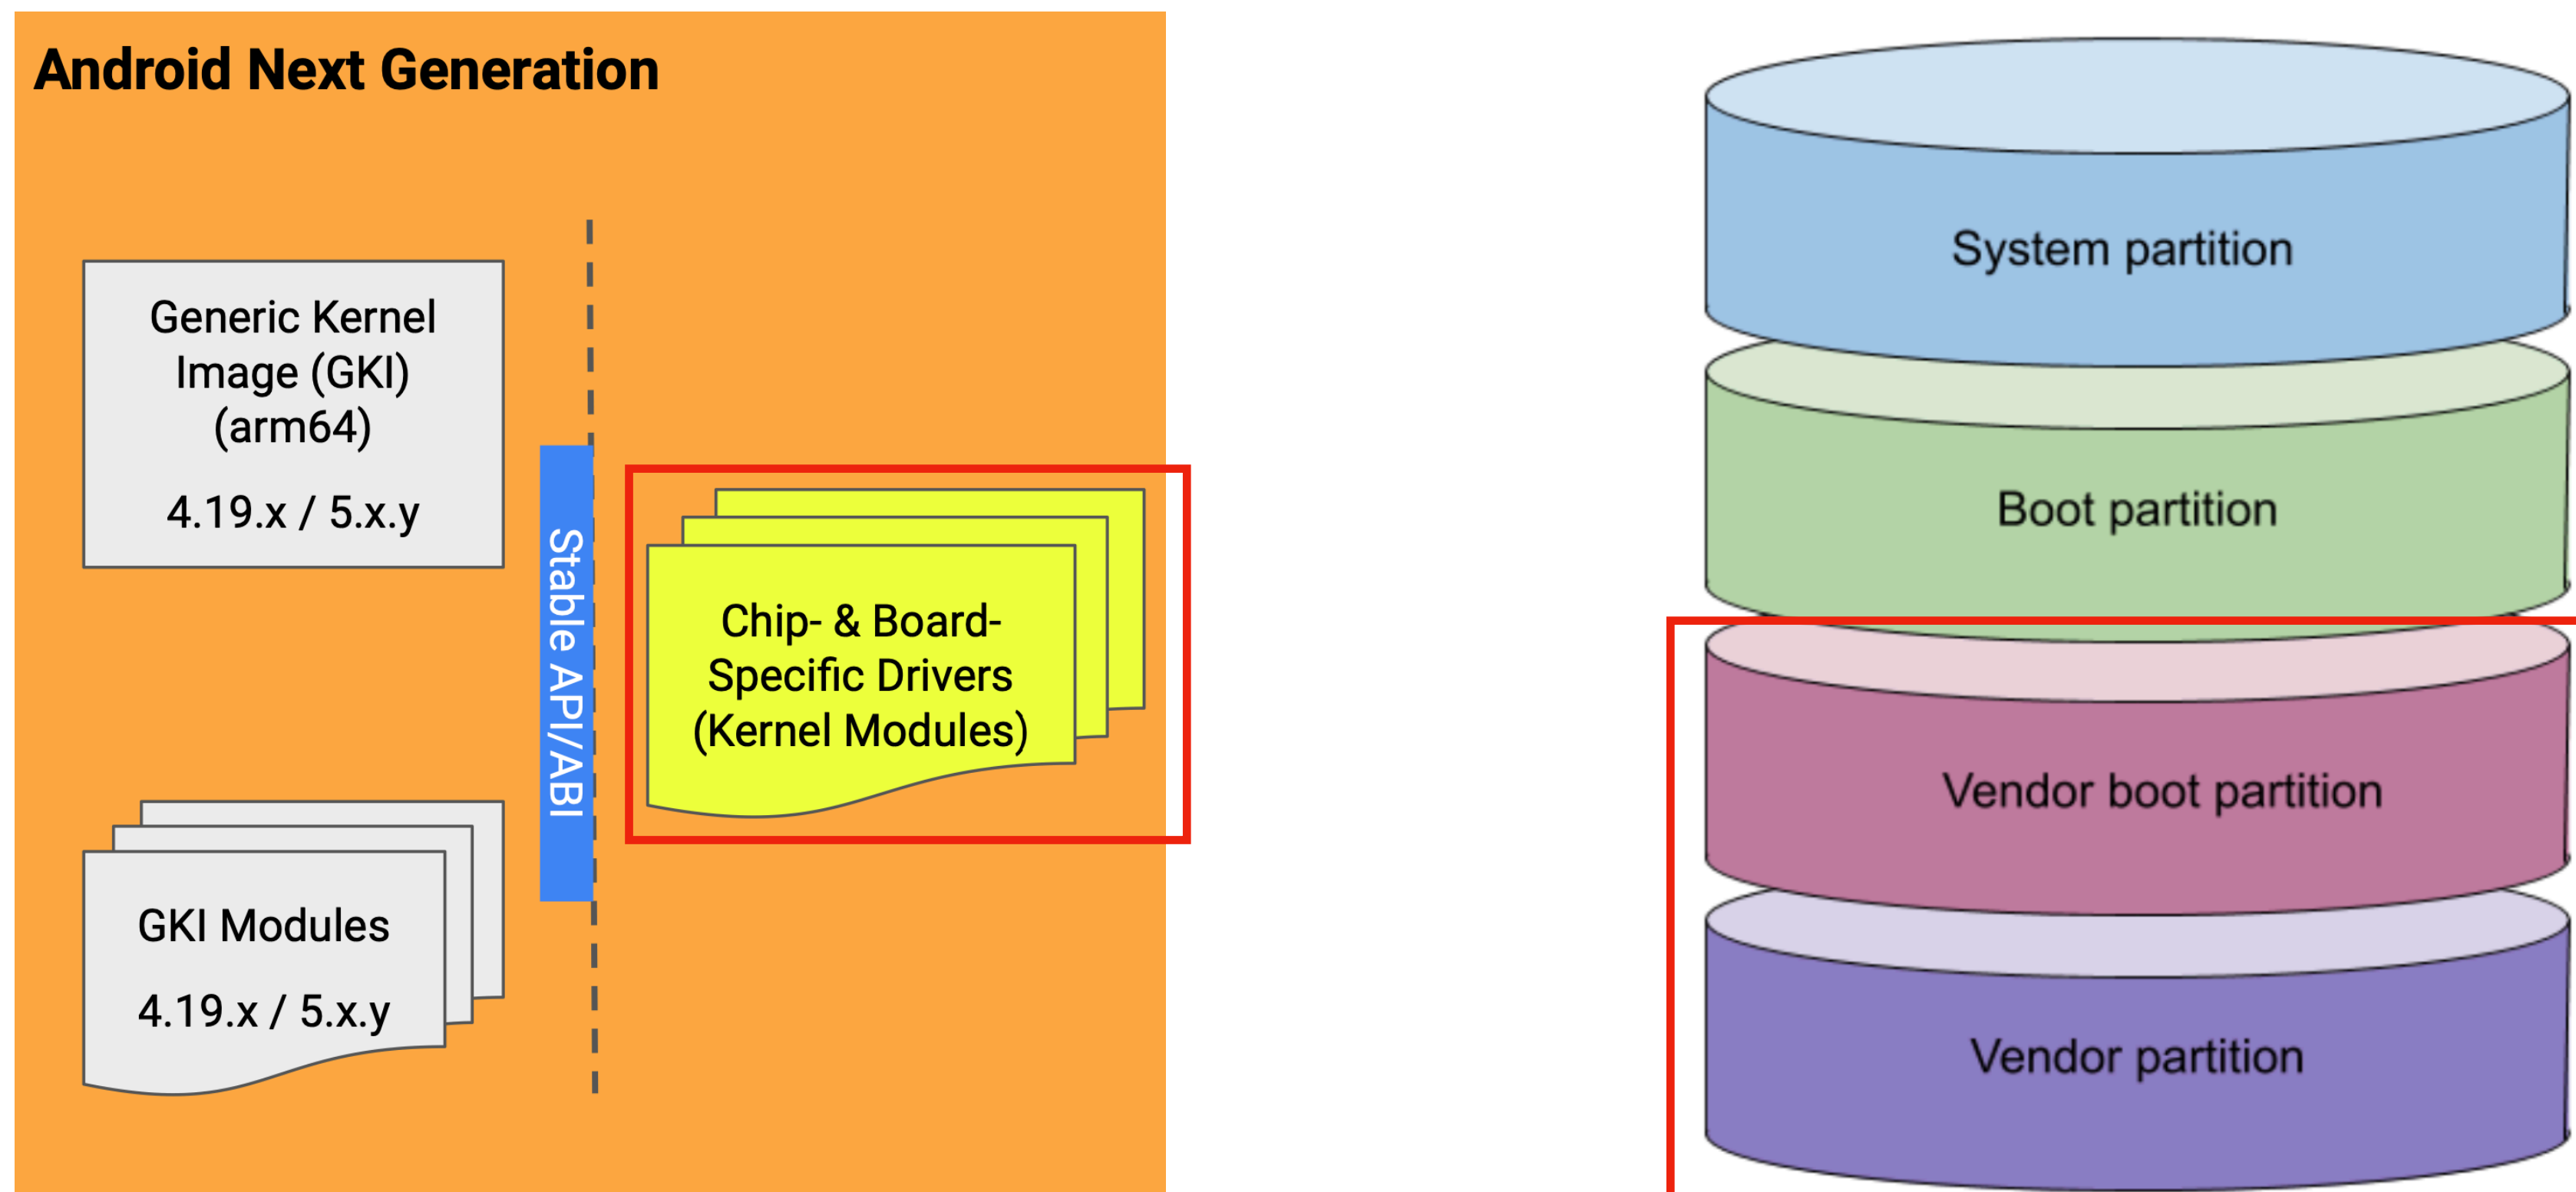 Android Next Generation
Generic Kernel
Image (GKI)
(arm64)
4.19.x / 5.x.y
Stable API/ABI
Chip- & Board-
Specific Drivers
(Kernel Modules)
GKI Modules
4.19.x / 5.x.y
System partition
Boot partition
Vendor boot partition
Vendor partition